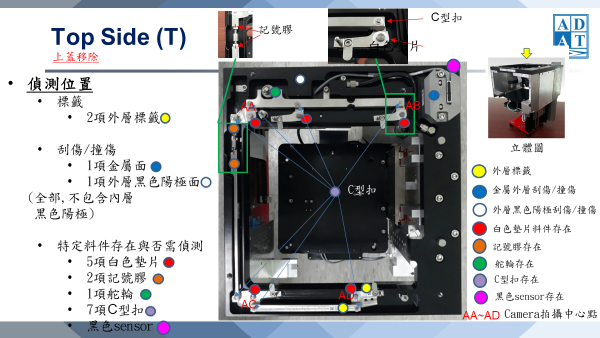 Top Side (T)
上蓋移除
偵測位置
標籤
2項外層標籤
刮傷/撞傷
1項金屬面
1項外層黑色陽極面
(全部,不包含內層
黑色陽極)
特定料件存在與否需偵測
5項白色墊片
2項記號膠
1項舵輪
7項C型扣
黑色sensor
記號膠
C型扣
片
AA
AB
C型扣
AC
AD
ADAT
立體圖
外層標籤
金屬外層刮傷/撞傷
外層黑色陽極刮傷/撞傷
白色墊片料件存在
記號膠存在
舵輪存在
C型扣存在
黑色sensor存在
AA~AD Camera拍攝中心點